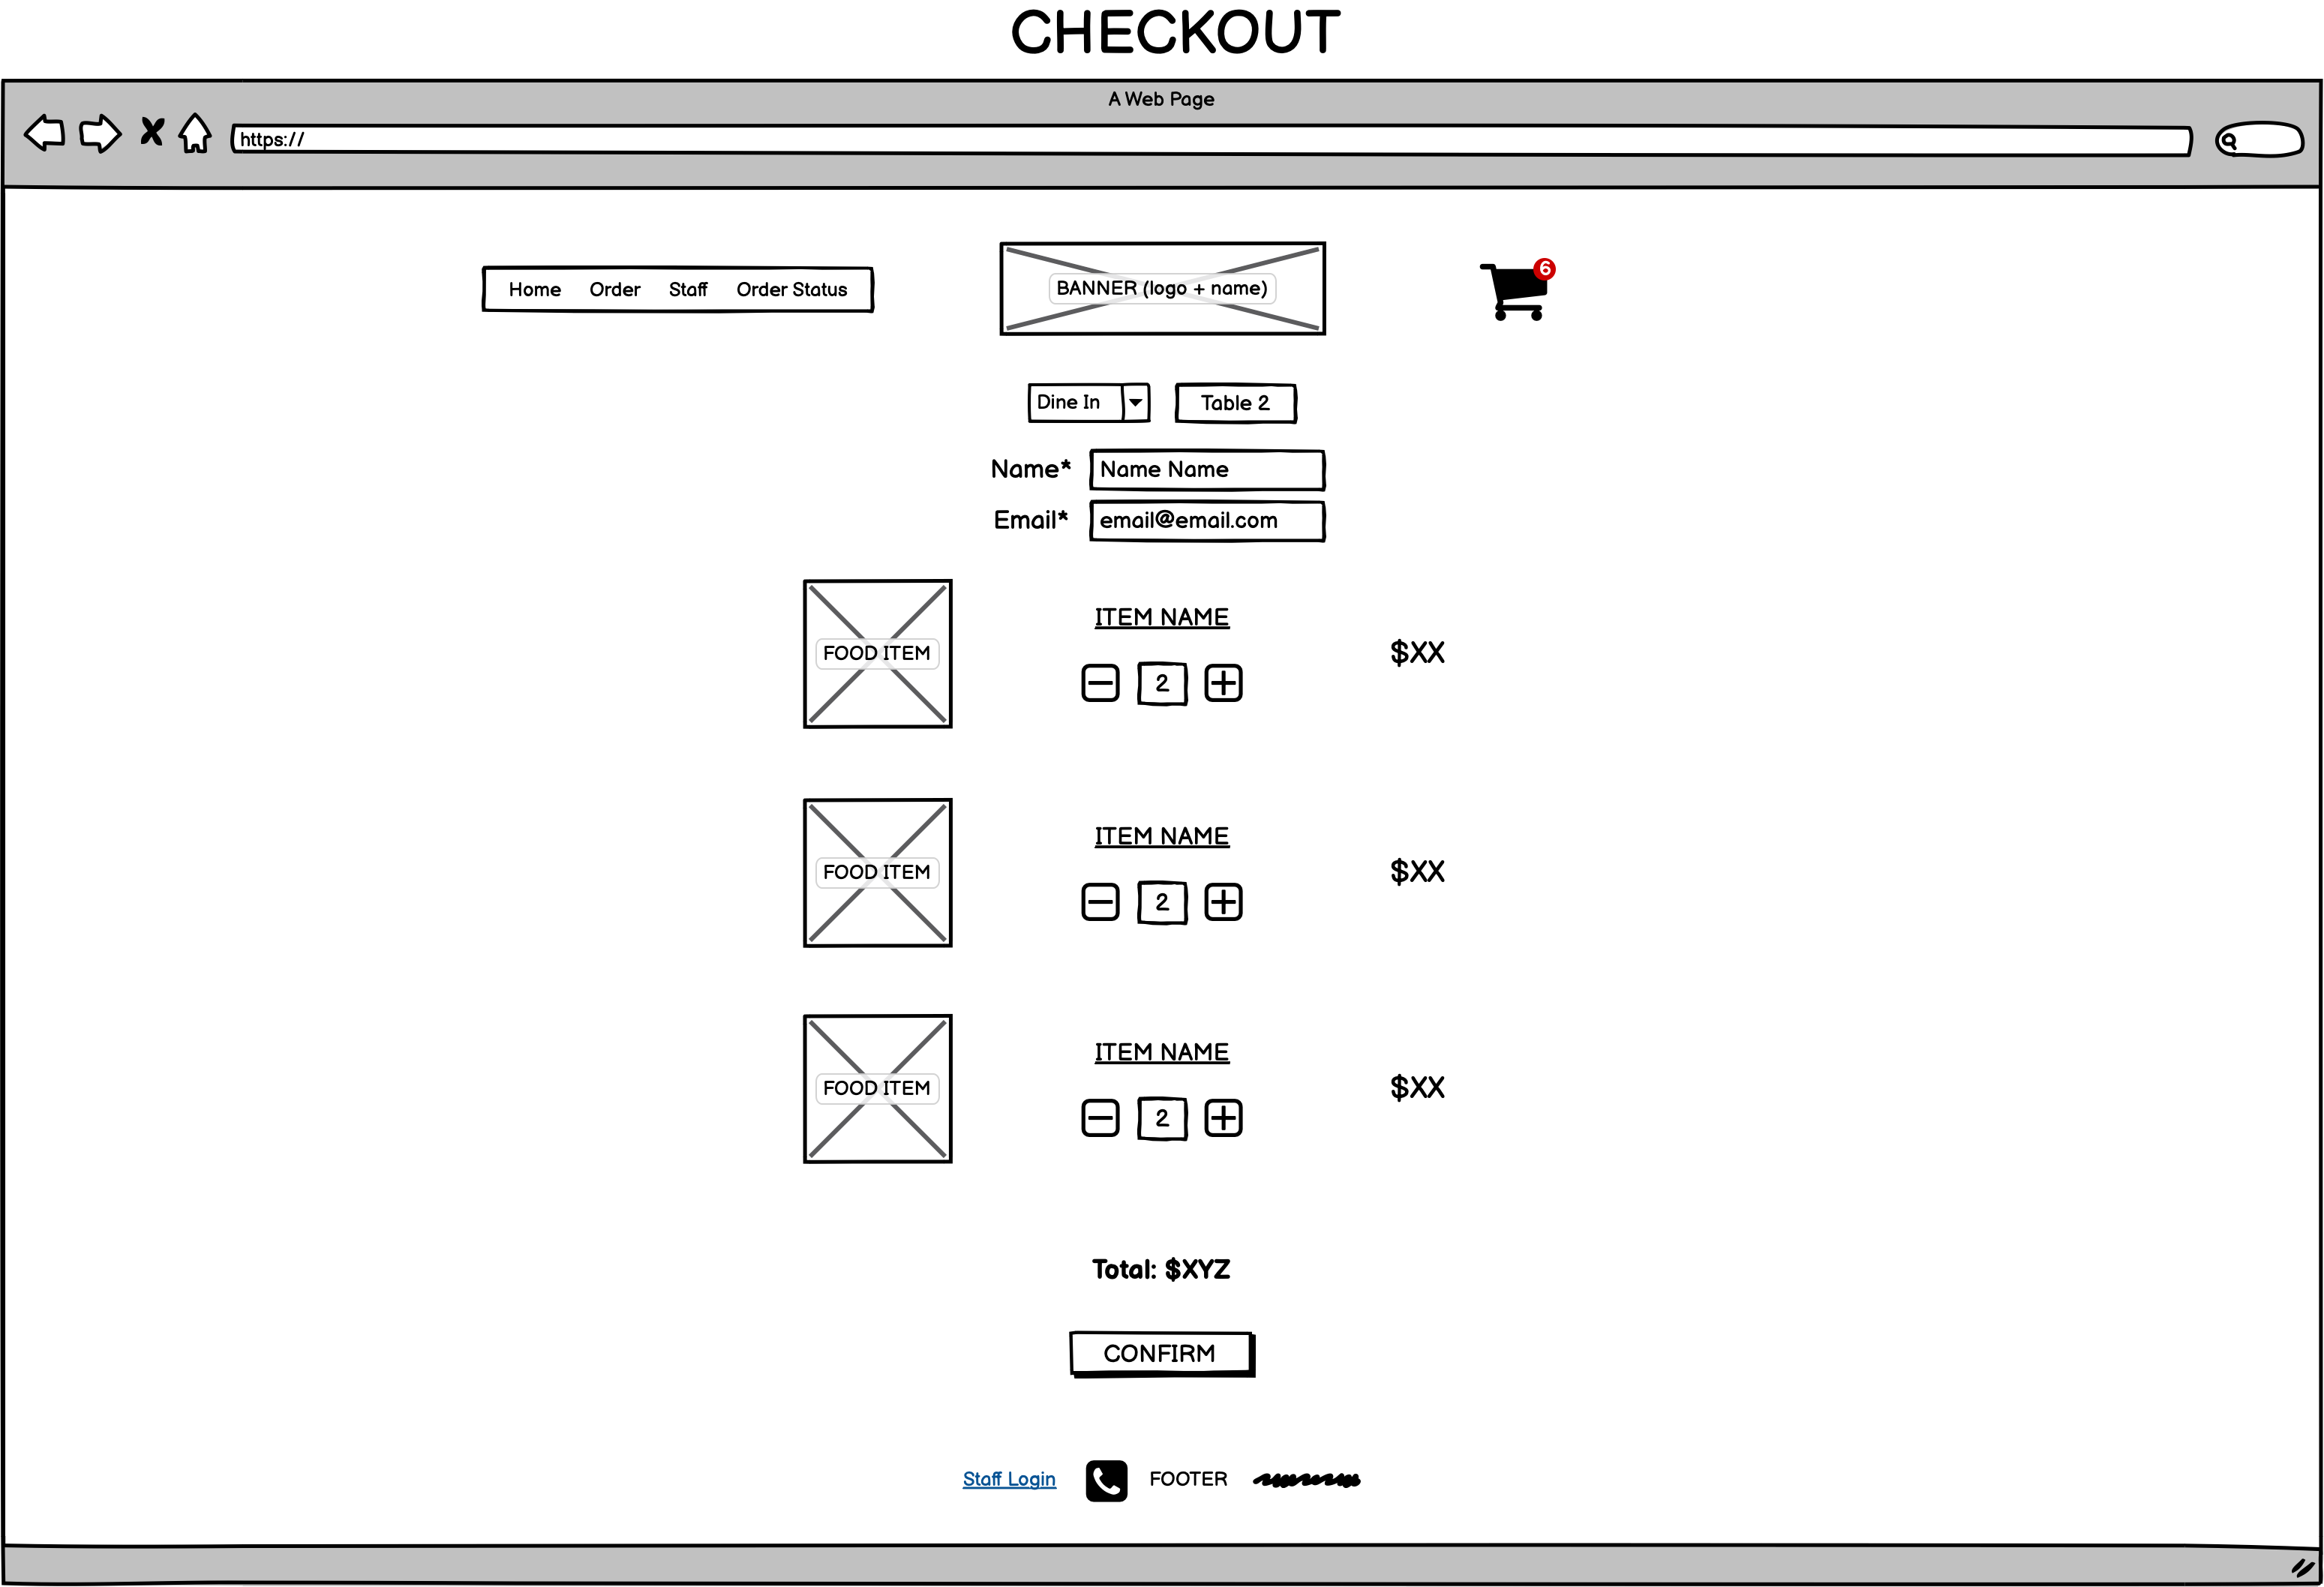 CHECKOUT
A Web Page
https://
Home Order Staff Order Status
BANNER (logo + name)
6
Dine In
Table 2
Name* Name Name
Email* email@email.com
FOOD ITEM
ITEM NAME
2
$XX
FOOD ITEM
ITEM NAME
2
$XX
FOOD ITEM
ITEM NAME
2
$XX
Total: $XYZ
CONFIRM
Staff Login FOOTER